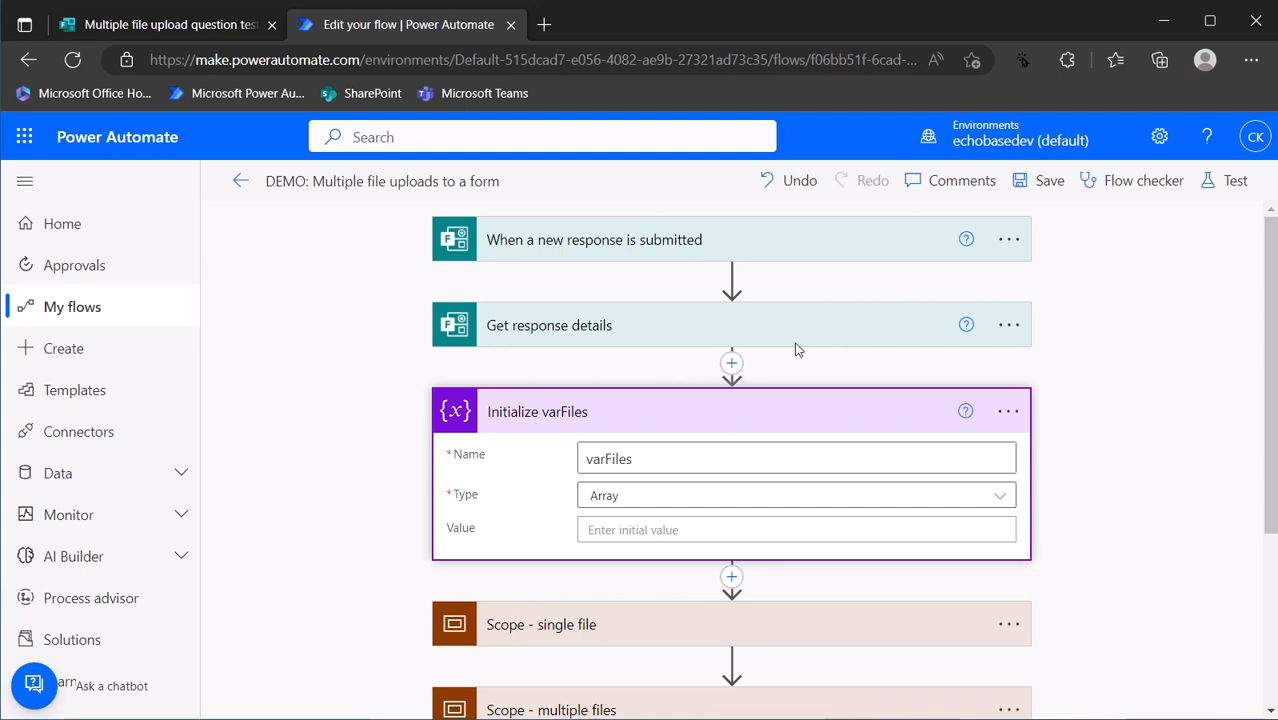 Multiple file upload question tes
Edit your flow | Power Automate
https://make.powerautomate.com/environments/Default-515dcad7-e056-4082-ae9b-27321ad73c35/flows/f06bb51f-6cad-...
Microsoft Office Ho...
Microsoft Power Au...
SharePoint
Microsoft Teams
Power Automate
Search
Environments
echobasedev (default)
CK
DEMO: Multiple file uploads to a form
Undo
Redo
Comments
Save
Flow checker
Test
Home
Approvals
My flows
Create
Templates
Connectors
Data
Monitor
AI Builder
Process advisor
Solutions
Ask a chatbot
When a new response is submitted
Get response details
{x} Initialize varFiles
* Name
varFiles
* Type
Array
Value
Enter initial value
Scope - single file
Scope - multiple files